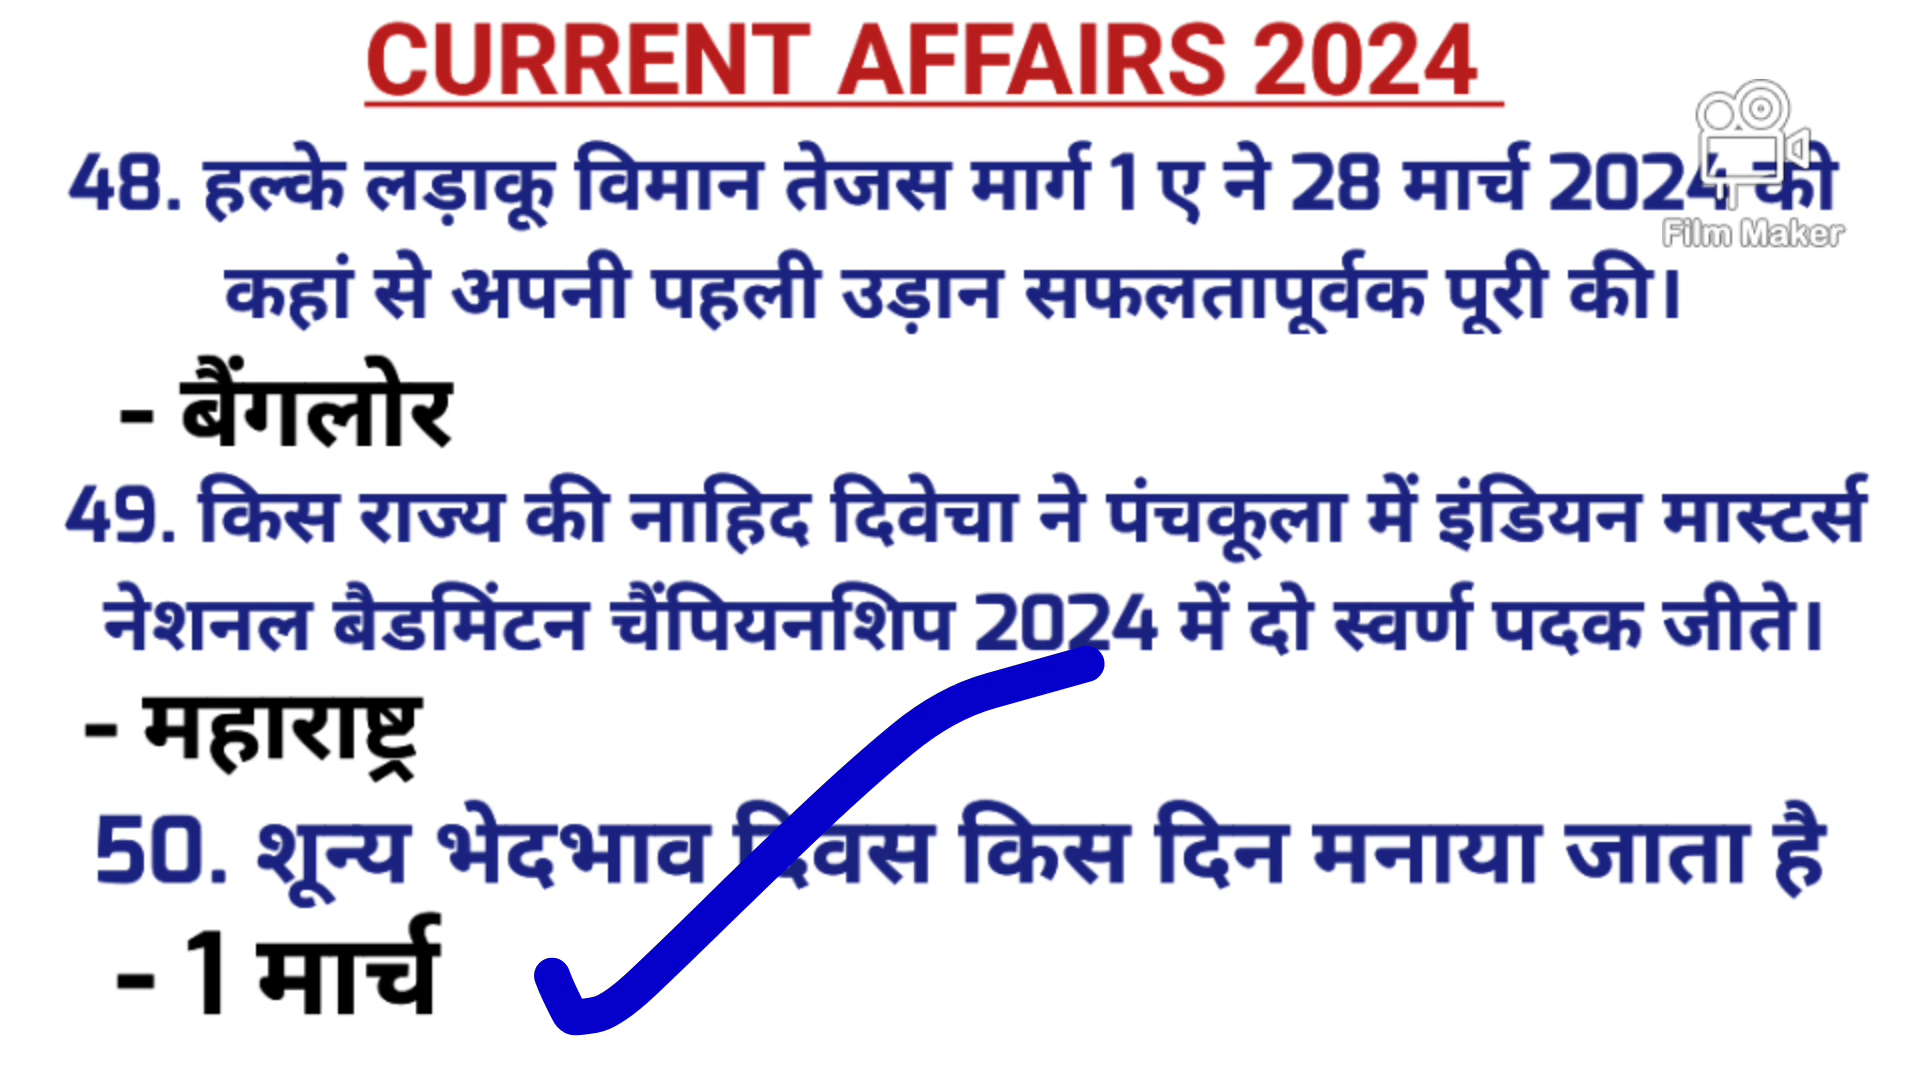 CURRENT AFFAIRS 2024
48. हल्के लड़ाकू विमान तेजस मार्ग 1 ए ने 28 मार्च 2024 को
Film Maker
कहां से अपनी पहली उड़ान सफलतापूर्वक पूरी की।
- बैंगलोर
49. किस राज्य की नाहिद दिवेचा ने पंचकूला में इंडियन मास्टर्स
नेशनल बैडमिंटन चैंपियनशिप 2024 में दो स्वर्ण पदक जीते।
- महाराष्ट्र
50. शून्य भेदभाव दिवस किस दिन मनाया जाता है
- 1 मार्च